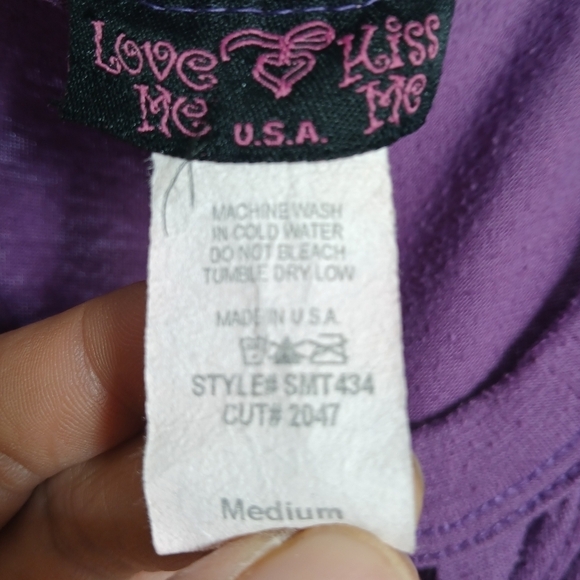 LOVE ME KISS ME
U.S.A.
MACHINE WASH
IN COLD WATER
DO NOT BLEACH
TUMBLE DRY LOW
MADE IN U.S.A.
STYLE# SMT434
CUT# 2047
Medium